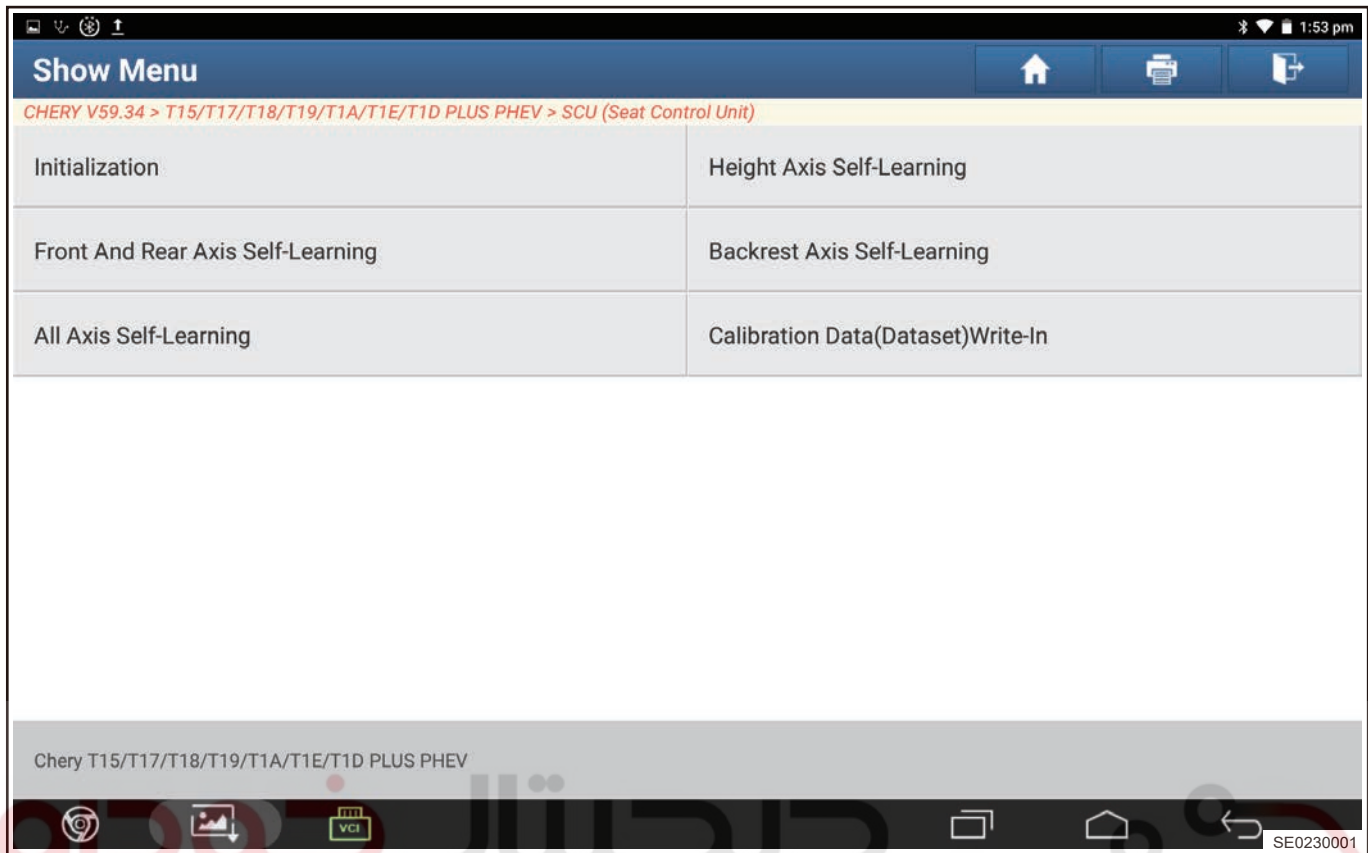 1:53 pm
Show Menu
CHERY V59.34 > T15/T17/T18/T19/T1A/T1E/T1D PLUS PHEV > SCU (Seat Control Unit)
Initialization
Height Axis Self-Learning
Front And Rear Axis Self-Learning
Backrest Axis Self-Learning
All Axis Self-Learning
Calibration Data(Dataset)Write-In
Chery T15/T17/T18/T19/T1A/T1E/T1D PLUS PHEV
VCI
SE0230001